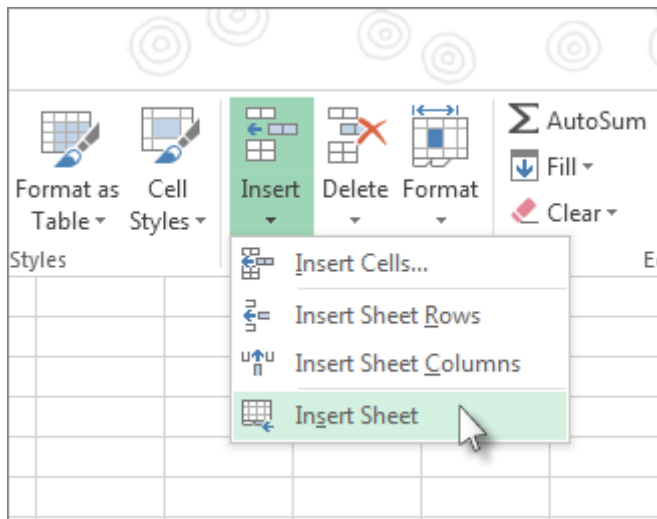 Format as
Table
Cell
Styles
Insert
Delete
Format
AutoSum
Fill
Clear
Styles
Insert Cells...
Insert Sheet Rows
Insert Sheet Columns
Insert Sheet